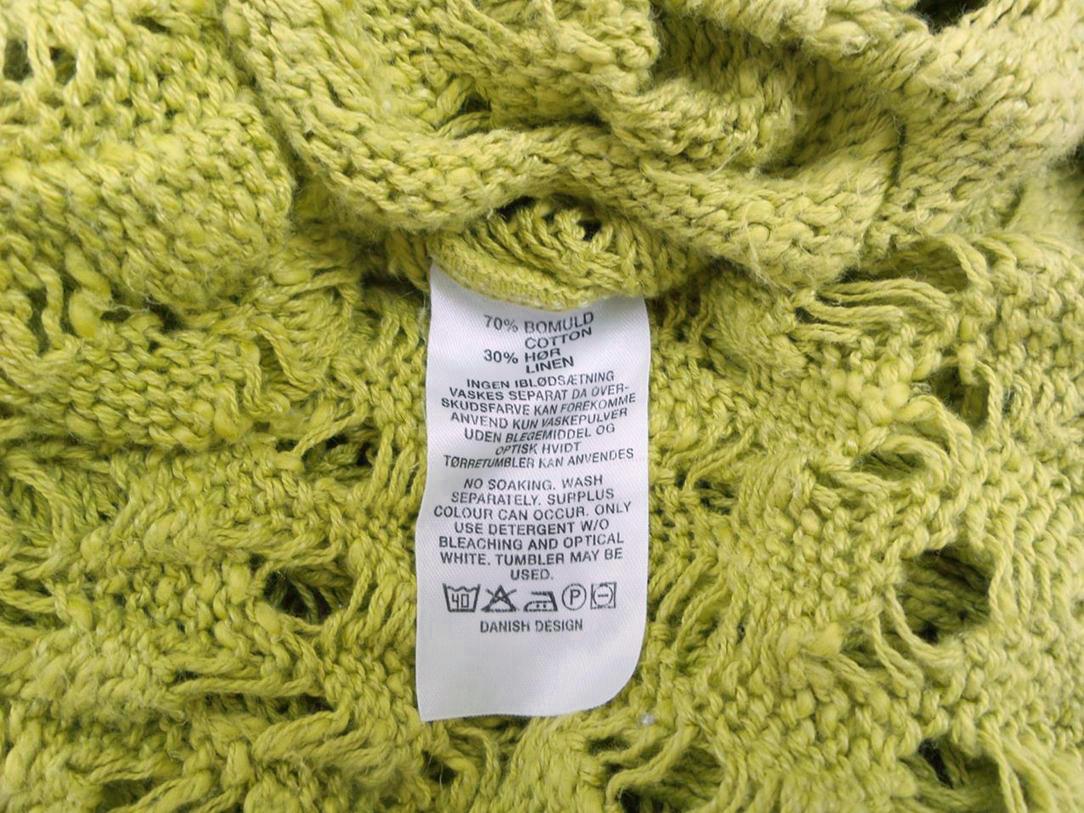 70% BOMULD
COTTON
30% HØR
LINEN
INGEN IBLØDSÆTNING
VASKES SEPARAT DA OVER-
SKUDSFARVE KAN FOREKOMME
ANVEND KUN VASKEPULVER
UDEN BLEGEMIDDEL OG
OPTISK HVIDT
TØRRETUMBLER KAN ANVENDES
NO SOAKING. WASH
SEPARATELY. SURPLUS
COLOUR CAN OCCUR. ONLY
USE DETERGENT W/O
BLEACHING AND OPTICAL
WHITE. TUMBLER MAY BE
USED.
40 P
DANISH DESIGN